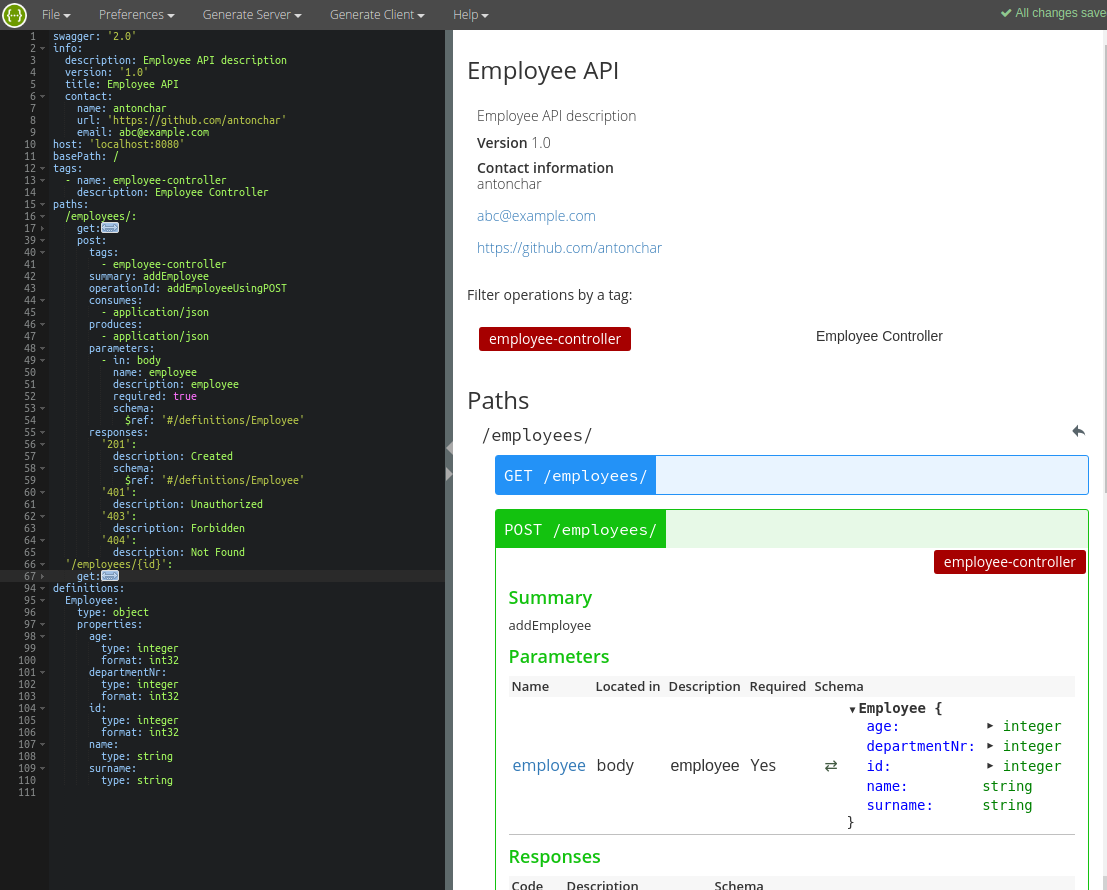 {···}
File Preferences Generate Server Generate Client Help
All changes save
1 swagger: '2.0'
2 info:
3 description: Employee API description
4 version: '1.0'
5 title: Employee API
6 contact:
7 name: antonchar
8 url: 'https://github.com/antonchar'
9 email: abc@example.com
10 host: 'localhost:8080'
11 basePath: /
12 tags:
13 - name: employee-controller
14 description: Employee Controller
15 paths:
16 /employees/:
17 get:
39 post:
40 tags:
41 - employee-controller
42 summary: addEmployee
43 operationId: addEmployeeUsingPOST
44 consumes:
45 - application/json
46 produces:
47 - application/json
48 parameters:
49 - in: body
50 name: employee
51 description: employee
52 required: true
53 schema:
54 $ref: '#/definitions/Employee'
55 responses:
56 '201':
57 description: Created
58 schema:
59 $ref: '#/definitions/Employee'
60 '401':
61 description: Unauthorized
62 '403':
63 description: Forbidden
64 '404':
65 description: Not Found
66 '/employees/{id}':
67 get:
94 definitions:
95 Employee:
96 type: object
97 properties:
98 age:
99 type: integer
100 format: int32
101 departmentNr:
102 type: integer
103 format: int32
104 id:
105 type: integer
106 format: int32
107 name:
108 type: string
109 surname:
110 type: string
111
Employee API
Employee API description
Version 1.0
Contact information
antonchar
abc@example.com
https://github.com/antonchar
Filter operations by a tag:
employee-controller Employee Controller
Paths
/employees/
GET /employees/
POST /employees/
employee-controller
Summary
addEmployee
Parameters
Name Located in Description Required Schema
employee body employee Yes ⇄
Employee {
age: integer
departmentNr: integer
id: integer
name: string
surname: string
}
Responses
Code Description Schema